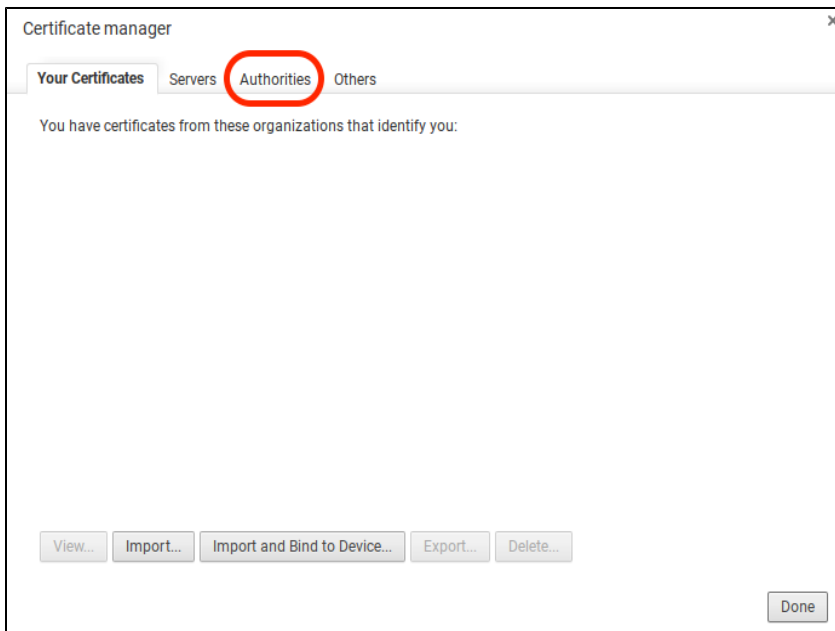 Certificate manager
Your Certificates Servers Authorities Others
You have certificates from these organizations that identify you:
View... Import... Import and Bind to Device... Export... Delete...
Done